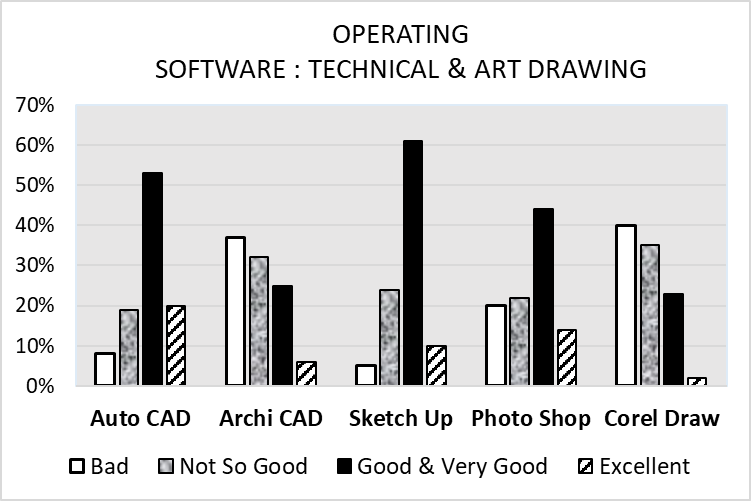 OPERATING
SOFTWARE : TECHNICAL & ART DRAWING
70%
60%
50%
40%
30%
20%
10%
0%
Auto CAD Archi CAD Sketch Up Photo Shop Corel Draw
Bad Not So Good Good & Very Good Excellent